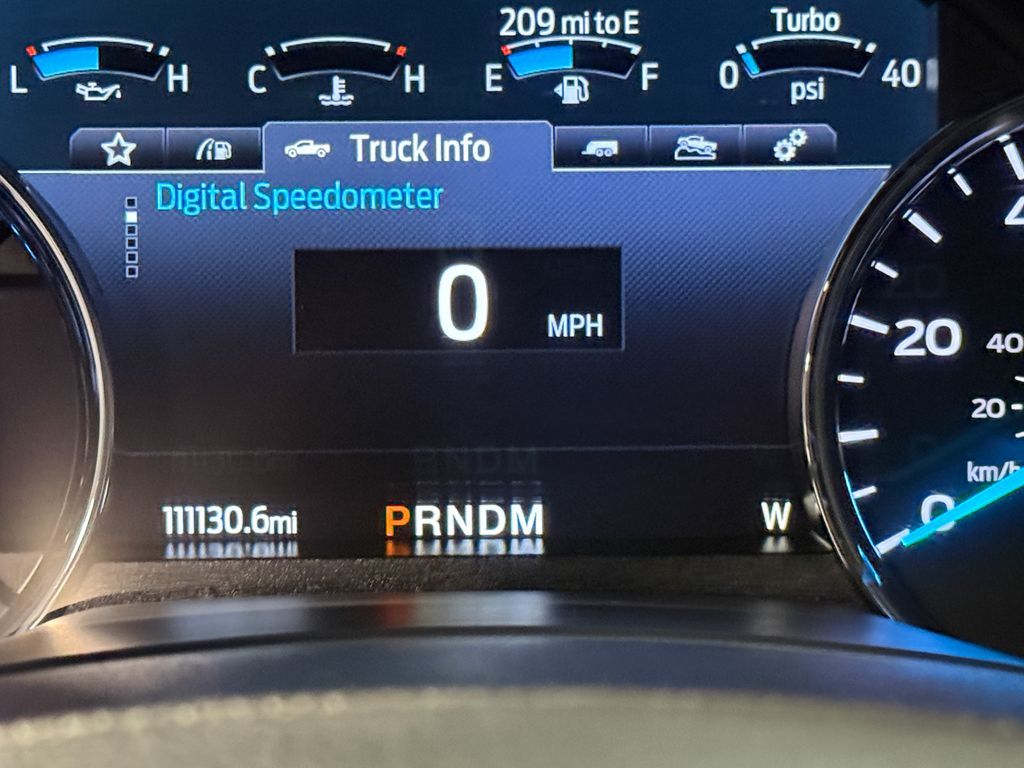 209 mi to E
Turbo
L H
C H
E F
0 40
psi
Truck Info
Digital Speedometer
0 MPH
20
40
20
km/h
0
111130.6mi
PRNDM
W